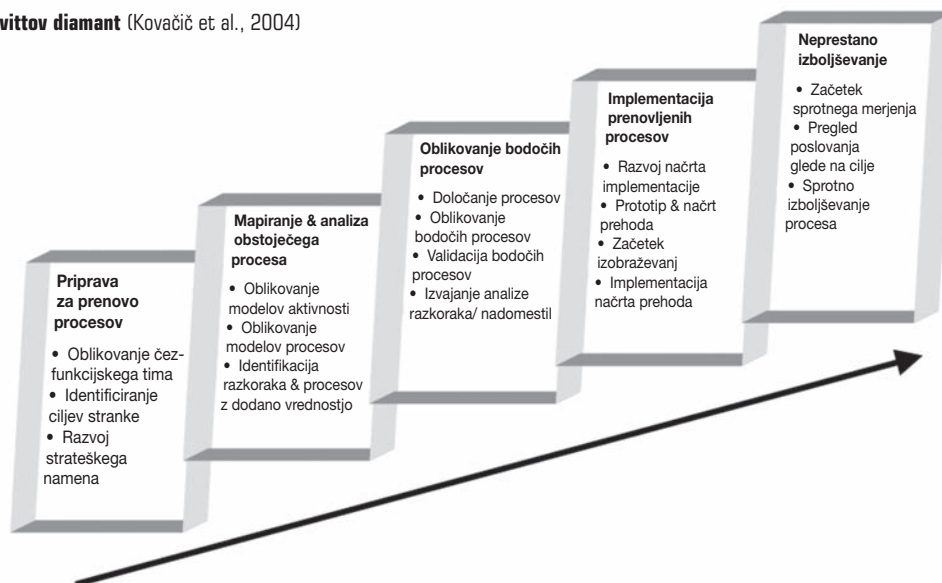 vittov diamant (Kovačič et al., 2004)
Priprava
za prenovo
procesov
• Oblikovanje čez-
funkcijskega tima
• Identificiranje
ciljev stranke
• Razvoj
strateškega
namena
Mapiranje & analiza
obstoječega
procesa
• Oblikovanje
modelov aktivnosti
• Oblikovanje
modelov procesov
• Identifikacija
razkoraka & procesov
z dodano vrednostjo
Oblikovanje bodočih
procesov
• Določanje procesov
• Oblikovanje
bodočih procesov
• Validacija bodočih
procesov
• Izvajanje analize
razkoraka/ nadomestil
Implementacija
prenovljenih
procesov
• Razvoj načrta
implementacije
• Prototip & načrt
prehoda
• Začetek
izobraževanj
• Implementacija
načrta prehoda
Neprestano
izboljševanje
• Začetek
sprotnega merjenja
• Pregled
poslovanja
glede na cilje
• Sprotno
izboljševanje
procesa